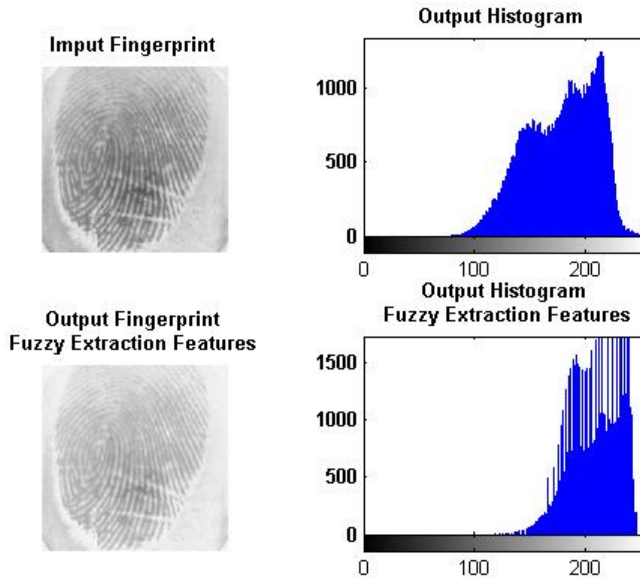 Imput Fingerprint
Output Histogram
1000
500
0
0 100 200
Output Fingerprint
Fuzzy Extraction Features
Output Histogram
Fuzzy Extraction Features
1500
1000
500
0
0 100 200